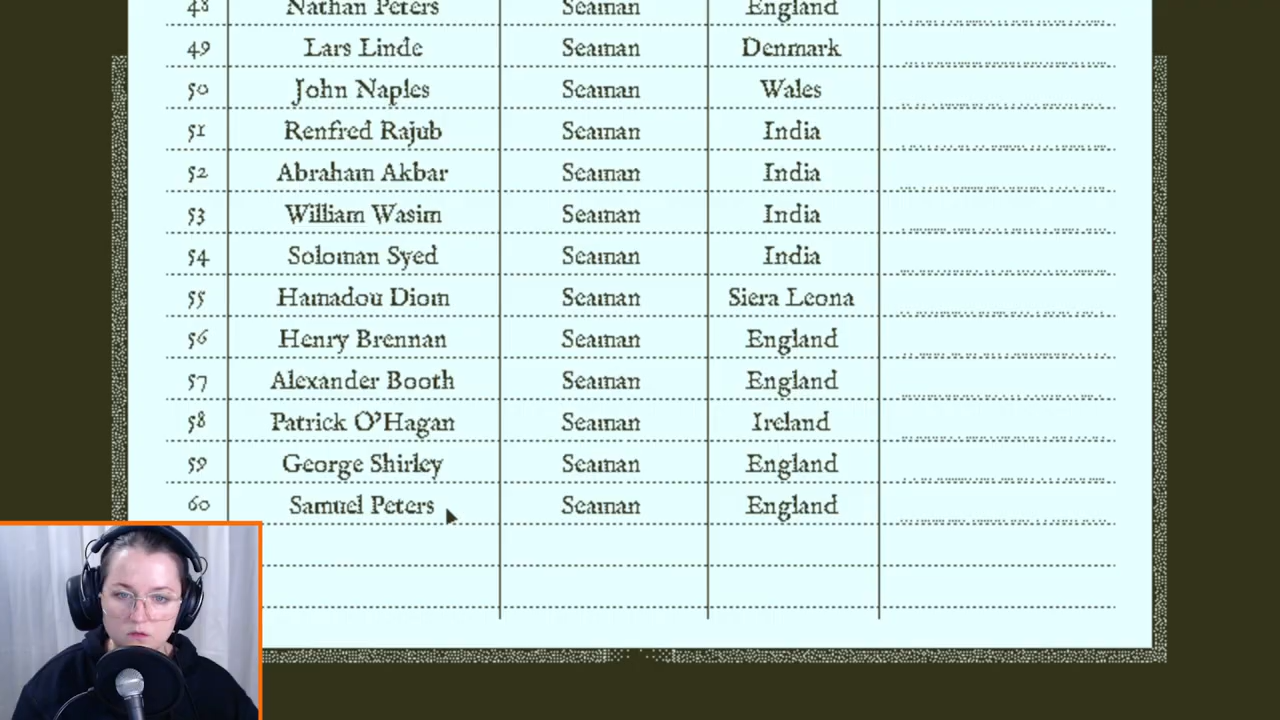 48 Nathan Peters Seaman England
49 Lars Linde Seaman Denmark
50 John Naples Seaman Wales
51 Renfred Rajub Seaman India
52 Abraham Akbar Seaman India
53 William Wasim Seaman India
54 Soloman Syed Seaman India
55 Hamadou Diom Seaman Siera Leona
56 Henry Brennan Seaman England
57 Alexander Booth Seaman England
58 Patrick O'Hagan Seaman Ireland
59 George Shirley Seaman England
60 Samuel Peters Seaman England